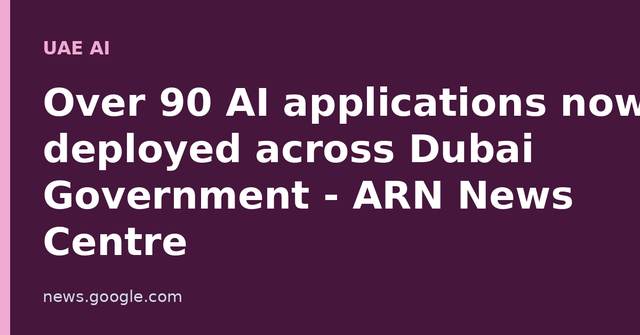 UAE AI
Over 90 AI applications now
deployed across Dubai
Government - ARN News
Centre
news.google.com